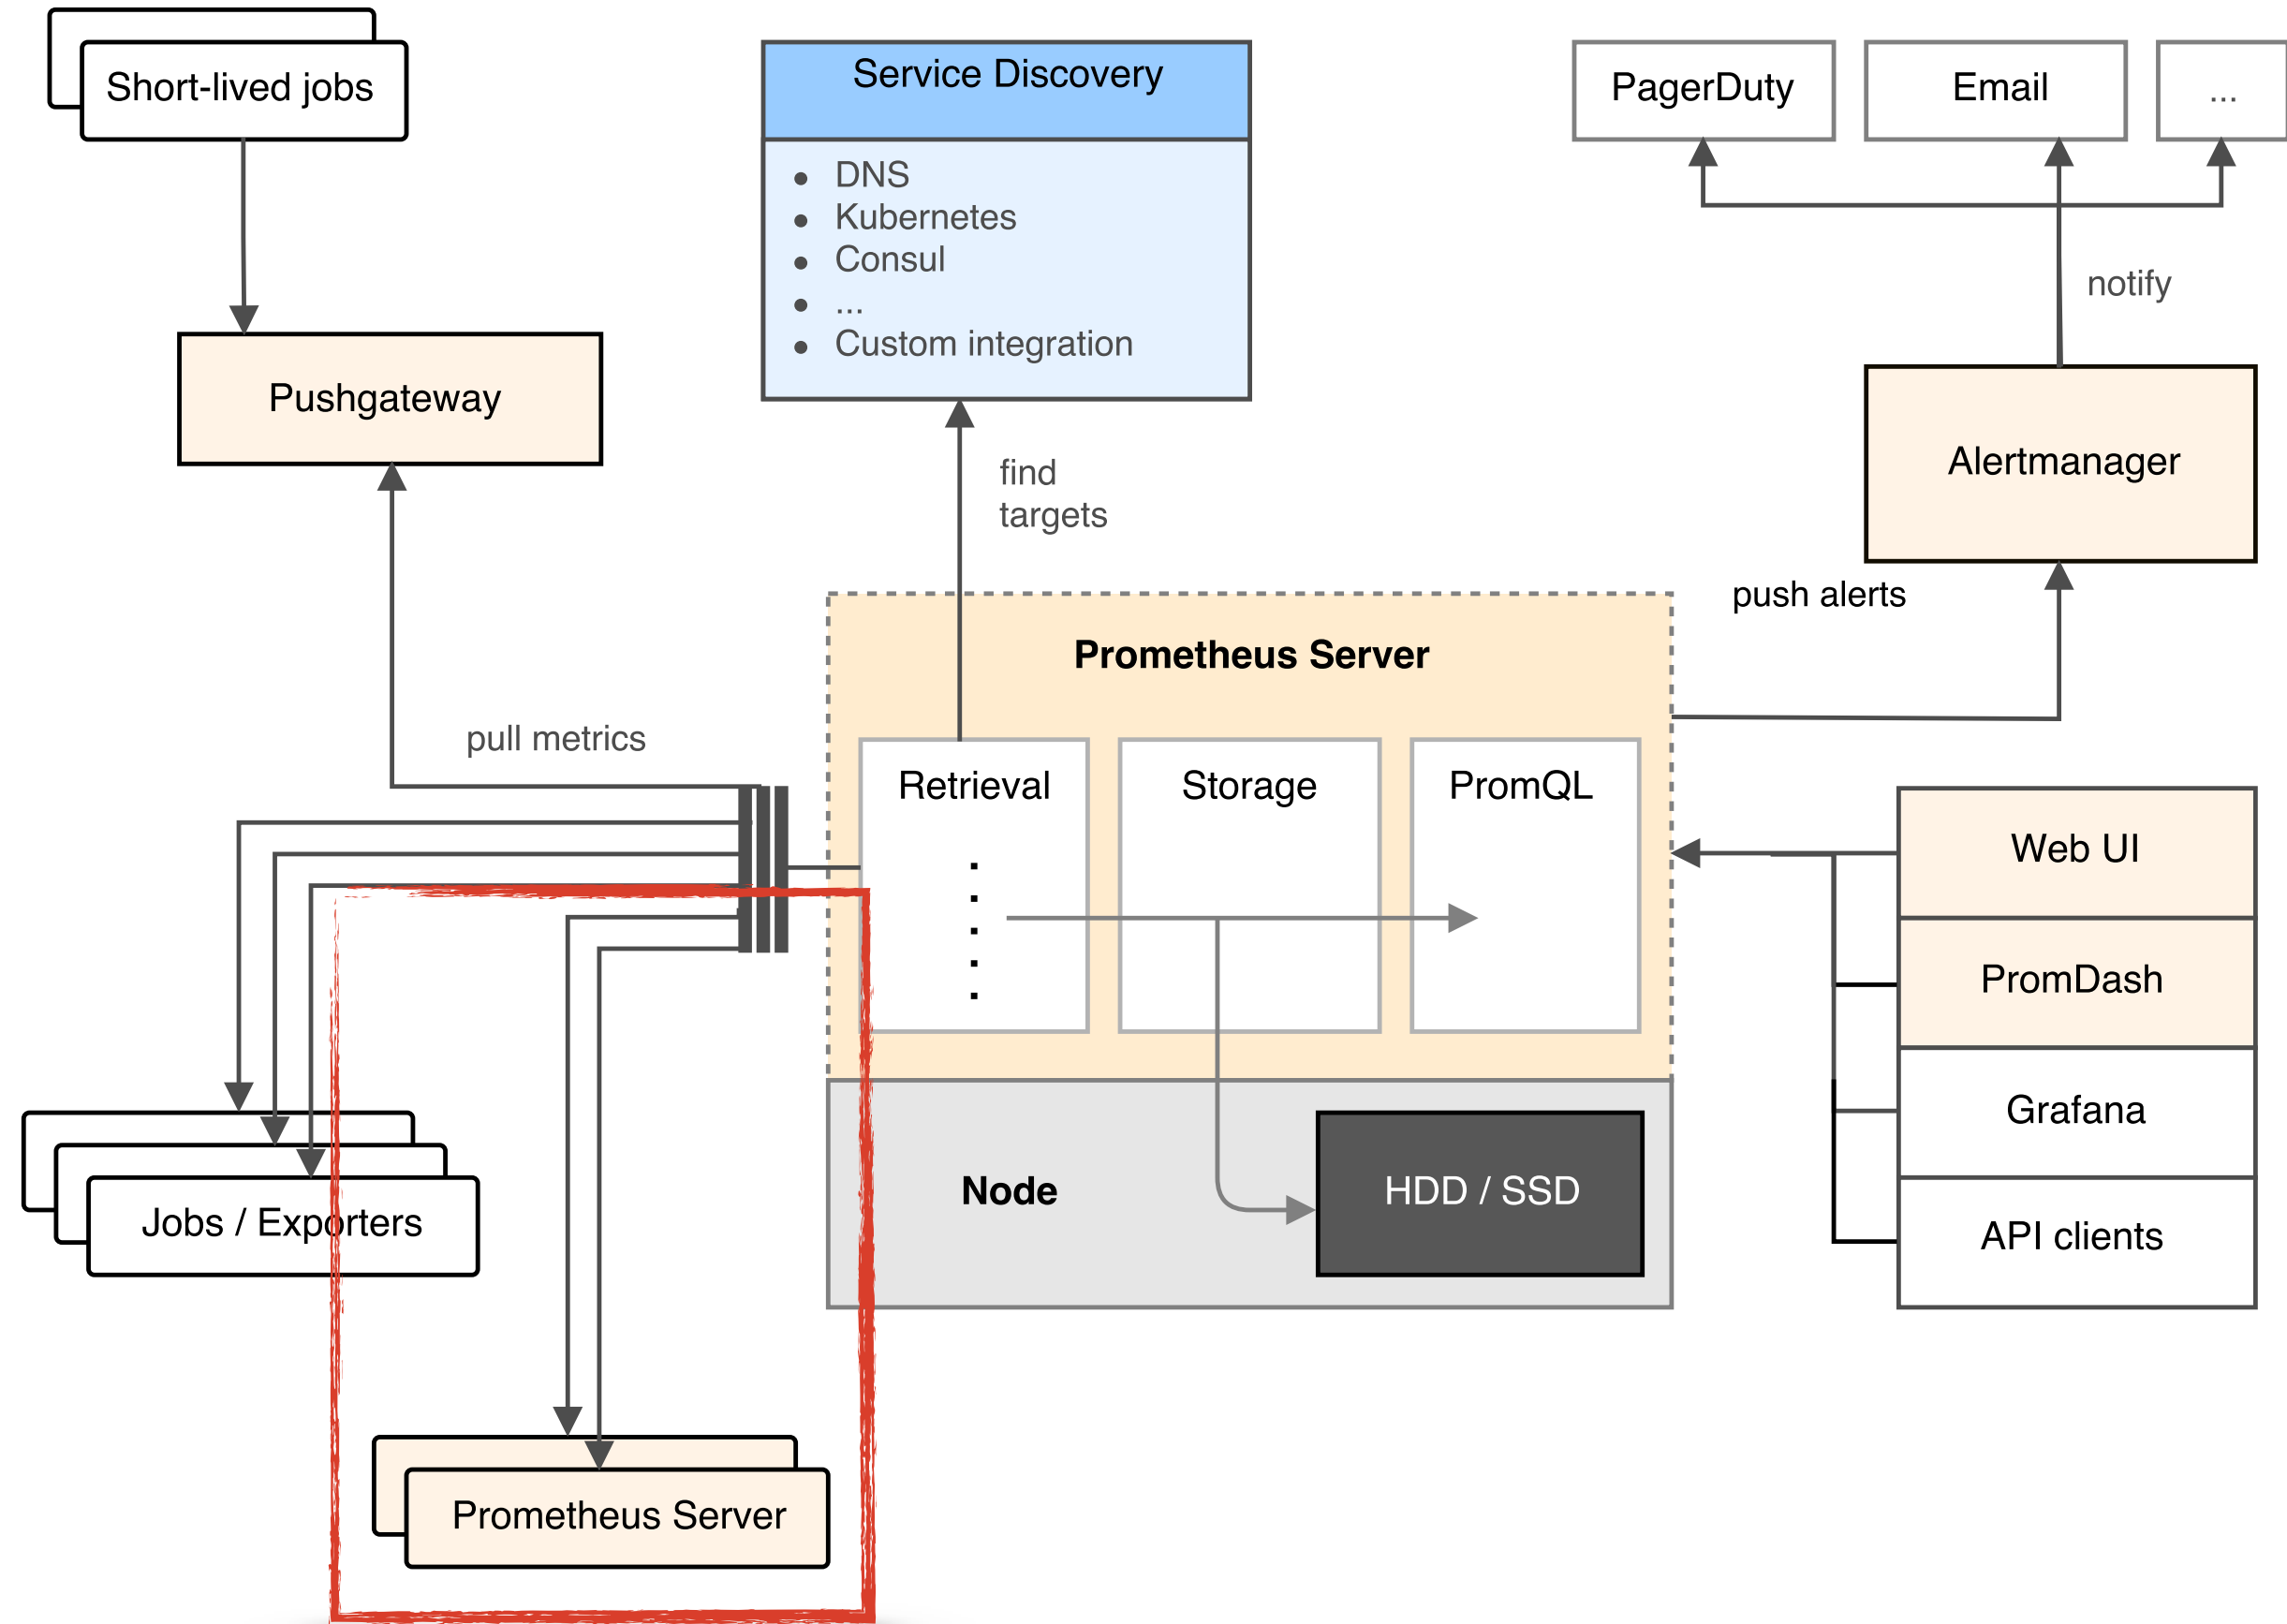 Short-lived jobs
Service Discovery
DNS
Kubernetes
Consul
...
Custom integration
PagerDuty
Email
...
notify
Pushgateway
Alertmanager
find
targets
push alerts
Prometheus Server
pull metrics
Retrieval
Storage
PromQL
Web UI
PromDash
Grafana
API clients
Jobs / Exporters
Node
HDD / SSD
Prometheus Server